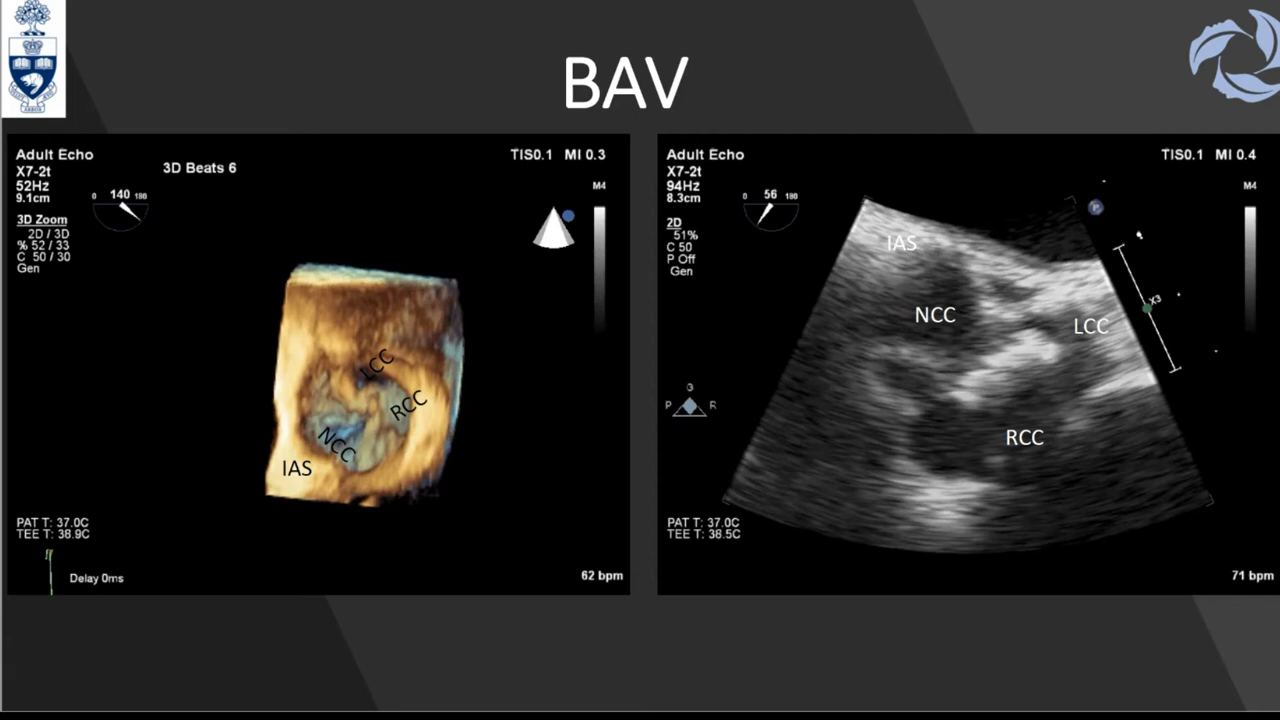 BAV
Adult Echo
X7-2t
52Hz
9.1cm
3D Beats 6
TIS0.1 MI 0.3
M4
0 140 180
3D Zoom
2D / 3D
% 52 / 33
C 50 / 30
Gen
LCC
RCC
NCC
IAS
PAT T: 37.0C
TEE T: 38.9C
Delay 0ms
62 bpm
Adult Echo
X7-2t
94Hz
8.3cm
TIS0.1 MI 0.4
M4
0 56 180
P
2D
51%
C 50
P Off
Gen
IAS
NCC
LCC
X3
RCC
P R
PAT T: 37.0C
TEE T: 38.5C
71 bpm